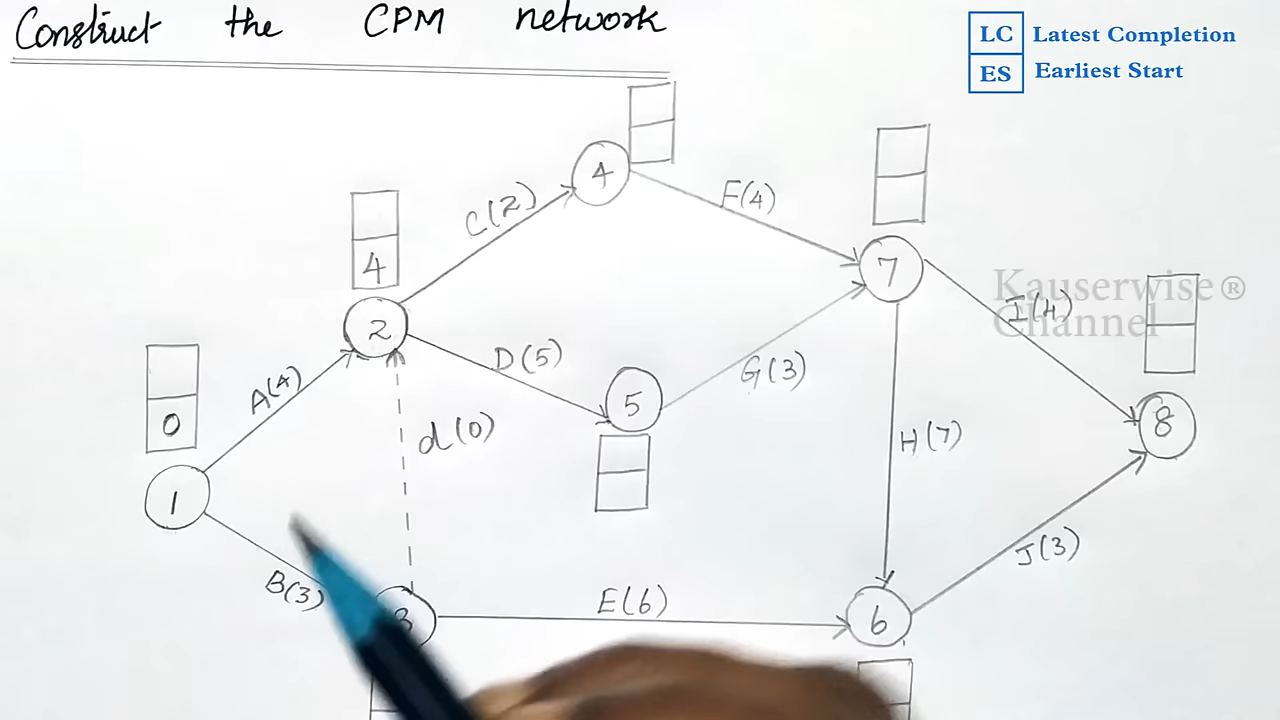 Construct the CPM network
LC Latest Completion
ES Earliest Start
4
F(4)
C(2)
7
4
2
Kauserwise®
Channel
I(4)
D(5)
G(3)
A(4)
5
0
d(0)
H(7)
8
1
J(3)
B(3)
3
E(6)
6